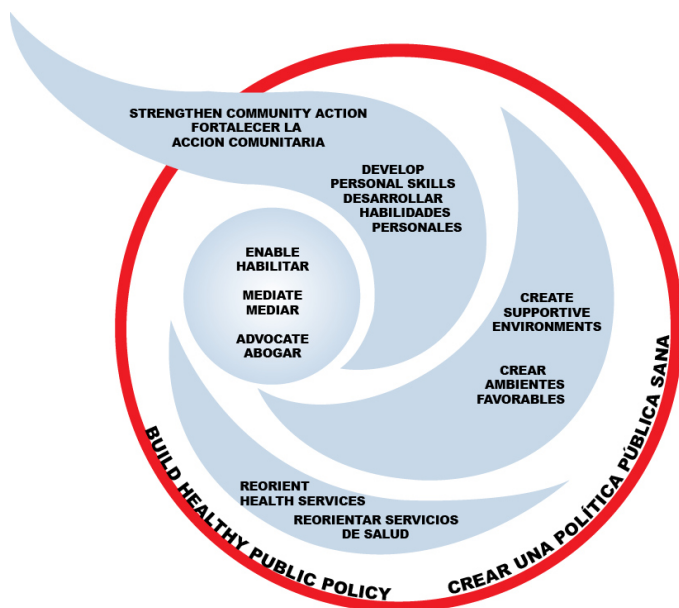 STRENGTHEN COMMUNITY ACTION
FORTALECER LA
ACCION COMUNITARIA
DEVELOP
PERSONAL SKILLS
DESARROLLAR
HABILIDADES
PERSONALES
ENABLE
HABILITAR
MEDIATE
MEDIAR
ADVOCATE
ABOGAR
CREATE
SUPPORTIVE
ENVIRONMENTS
CREAR
AMBIENTES
FAVORABLES
REORIENT
HEALTH SERVICES
REORIENTAR SERVICIOS
DE SALUD
BUILD HEALTHY PUBLIC POLICY
CREAR UNA POLÍTICA PÚBLICA SANA